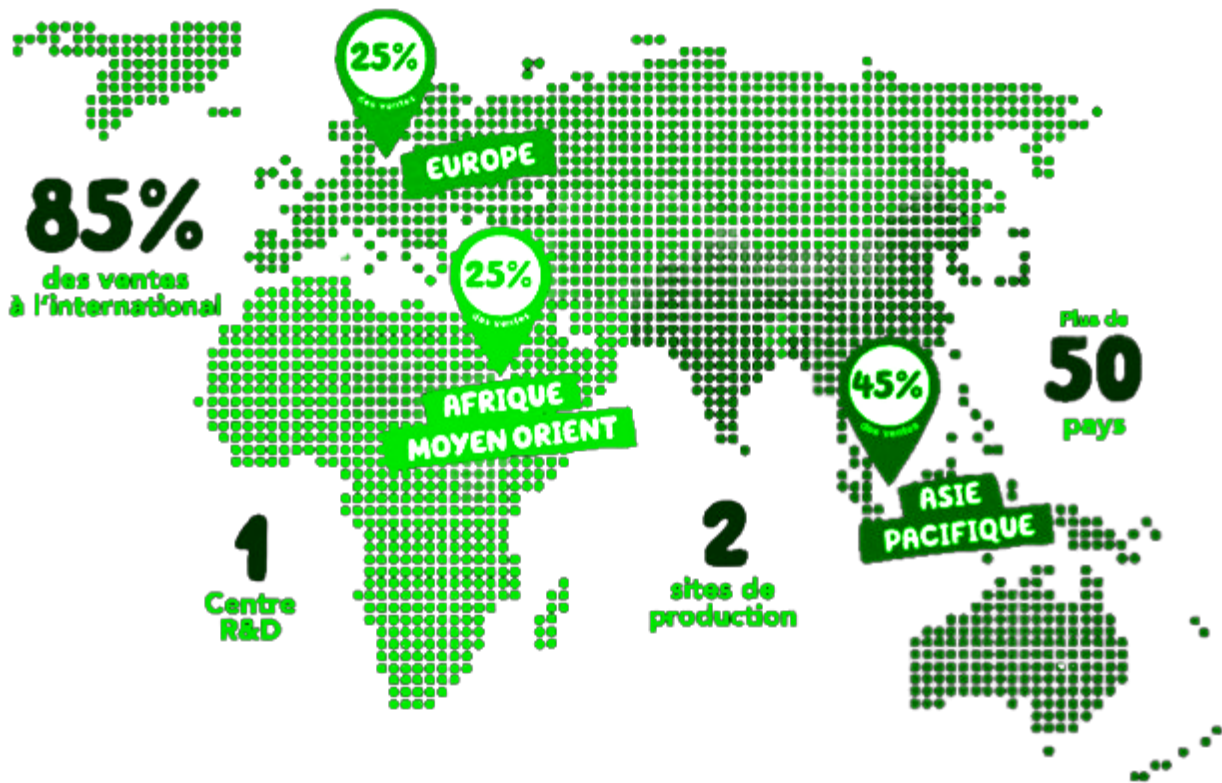 25%
des ventes
EUROPE
85%
des ventes
à l'international
25%
des ventes
AFRIQUE
MOYEN ORIENT
Plus de
50
pays
45%
des ventes
ASIE
PACIFIQUE
1
Centre
R&D
2
sites de
production